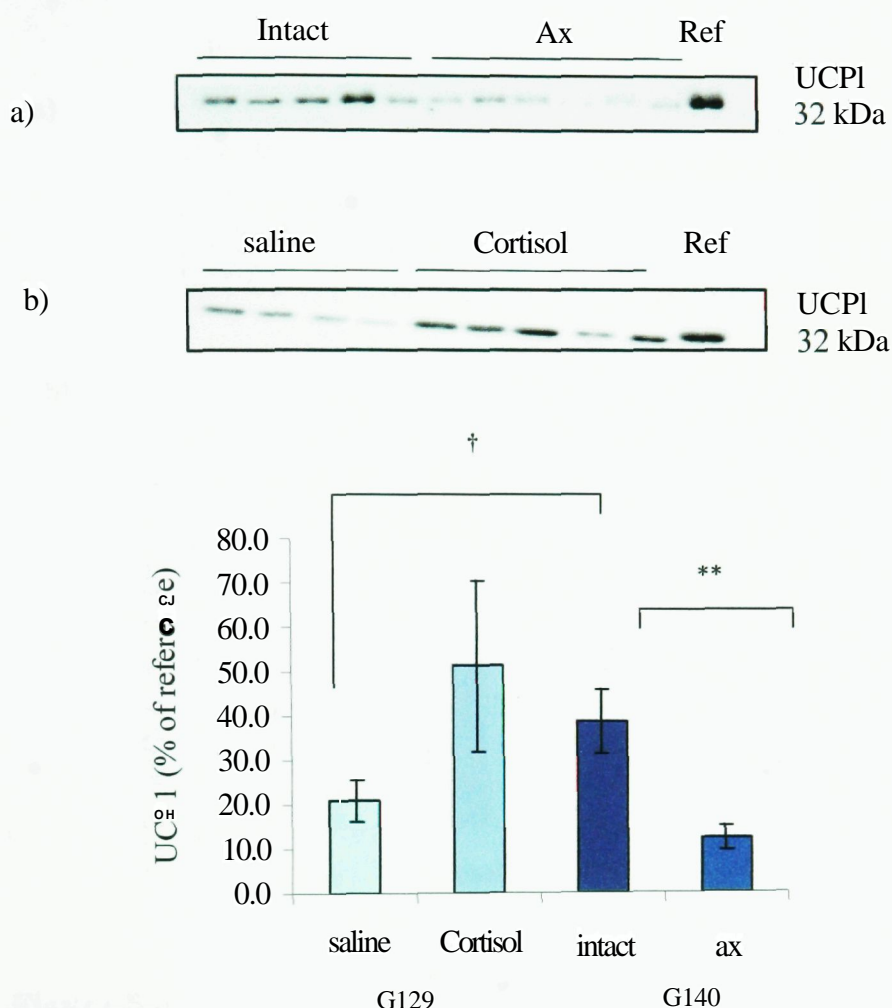 Intact Ax Ref
a) UCPl
32 kDa
saline Cortisol Ref
b) UCPl
32 kDa
†
**
80.0
70.0
60.0
50.0
40.0
30.0
20.0
10.0
0.0
(% of
saline Cortisol intact ax
G129 G140